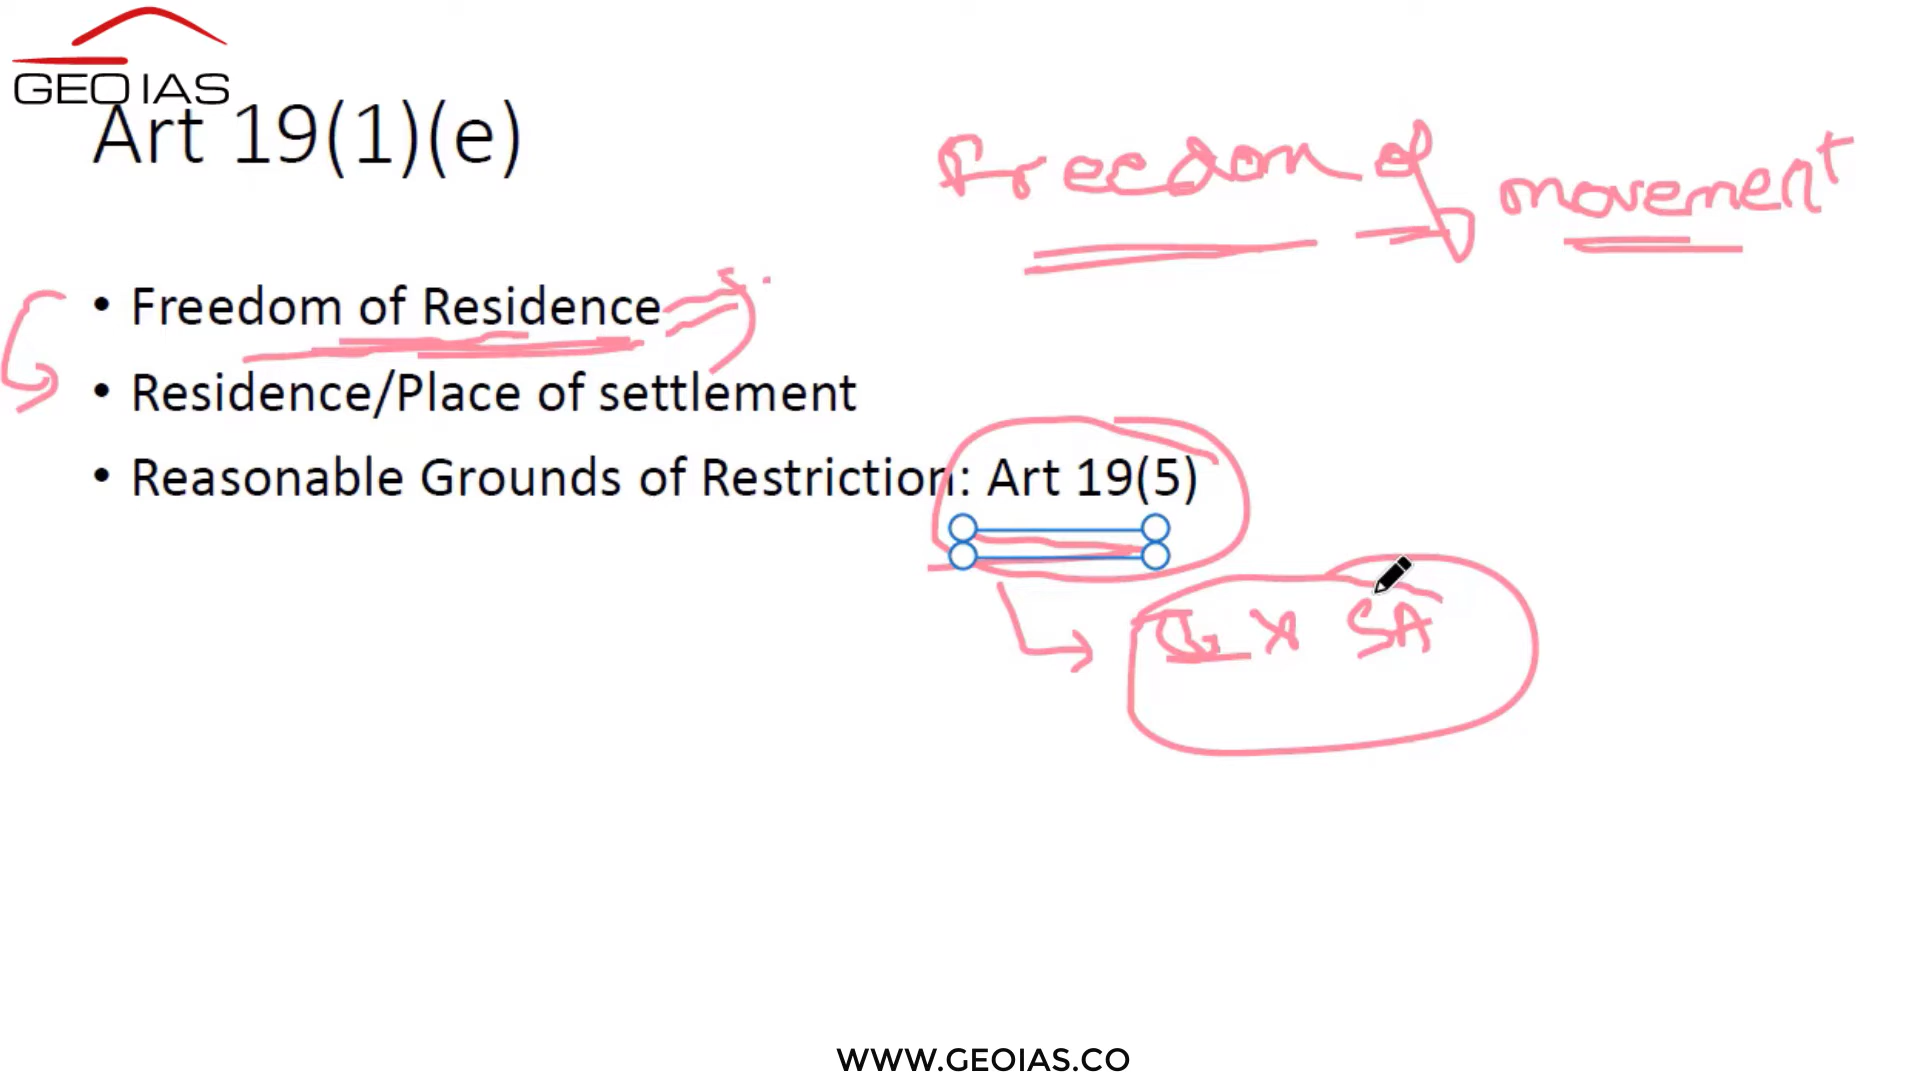 GEO IAS
Art 19(1)(e)
Freedom of movement
• Freedom of Residence
• Residence/Place of settlement
• Reasonable Grounds of Restriction: Art 19(5)
SA
WWW.GEOIAS.CO